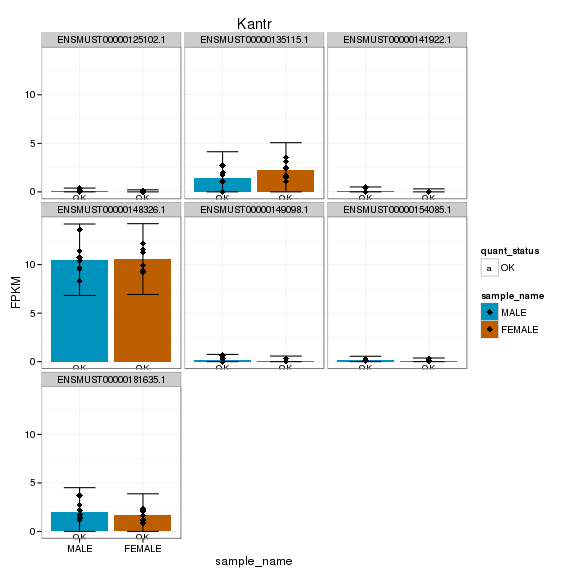 Kantr
ENSMUST00000125102.1 ENSMUST00000135115.1 ENSMUST00000141922.1
10
5
0
OK OK OK OK OK OK
ENSMUST00000148326.1 ENSMUST00000149098.1 ENSMUST00000154085.1
10
5
0
OK OK OK OK OK OK
ENSMUST00000181635.1
10
5
0
OK OK
MALE FEMALE
FPKM
sample_name
quant_status
a OK
sample_name
MALE
FEMALE